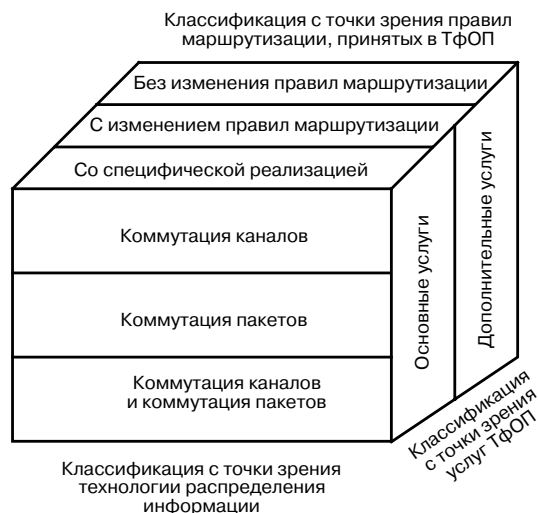 Классификация с точки зрения правил
маршрутизации, принятых в ТфОП
Без изменения правил маршрутизации
С изменением правил маршрутизации
Со специфической реализацией
Коммутация каналов
Коммутация пакетов
Коммутация каналов
и коммутация пакетов
Основные услуги
Дополнительные услуги
Классификация
с точки зрения
услуг ТфОП
Классификация с точки зрения
технологии распределения
информации